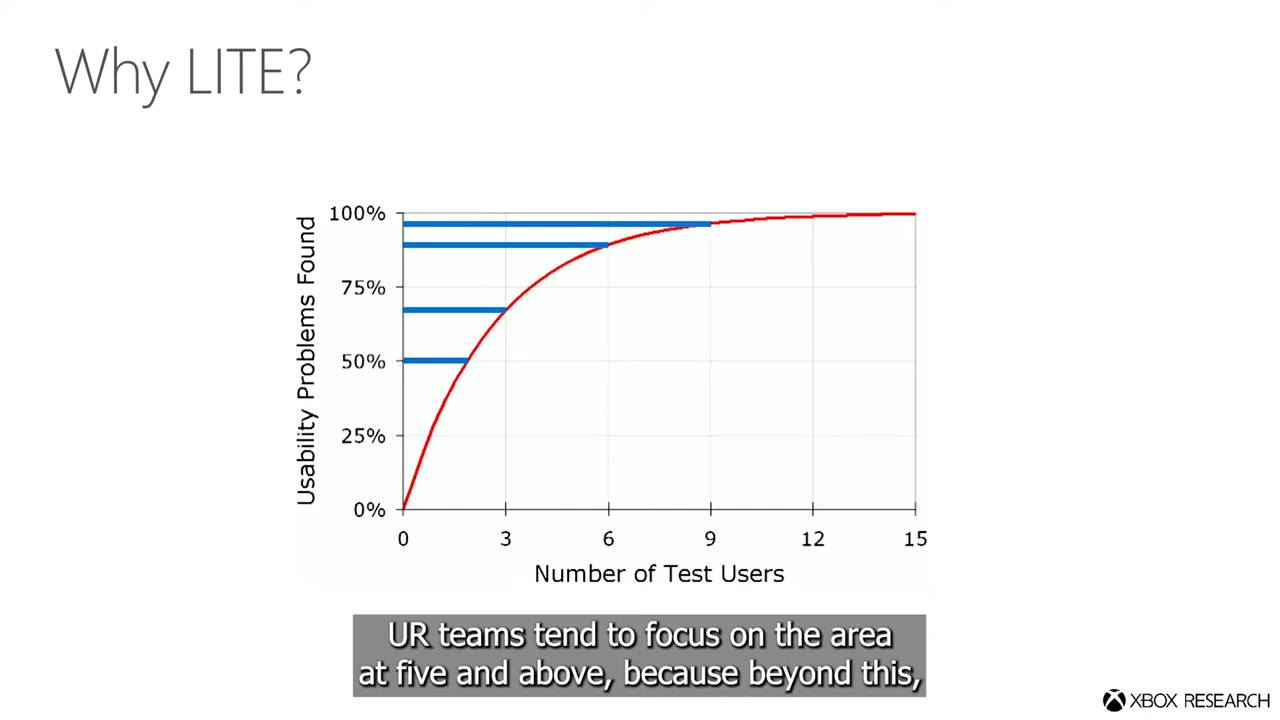 Why LITE?
Usability Problems Found
100%
75%
50%
25%
0%
0 3 6 9 12 15
Number of Test Users
UR teams tend to focus on the area
at five and above, because beyond this,
XBOX RESEARCH